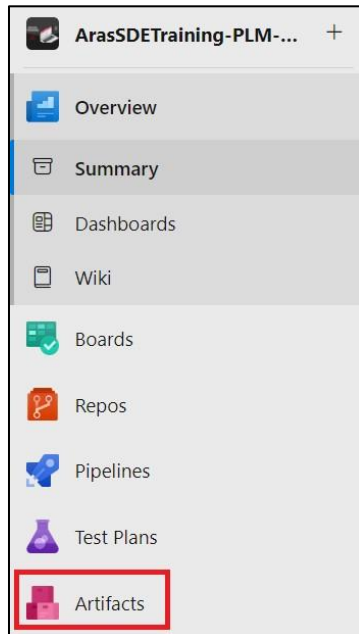 ArasSDETraining-PLM-... +
Overview
Summary
Dashboards
Wiki
Boards
Repos
Pipelines
Test Plans
Artifacts